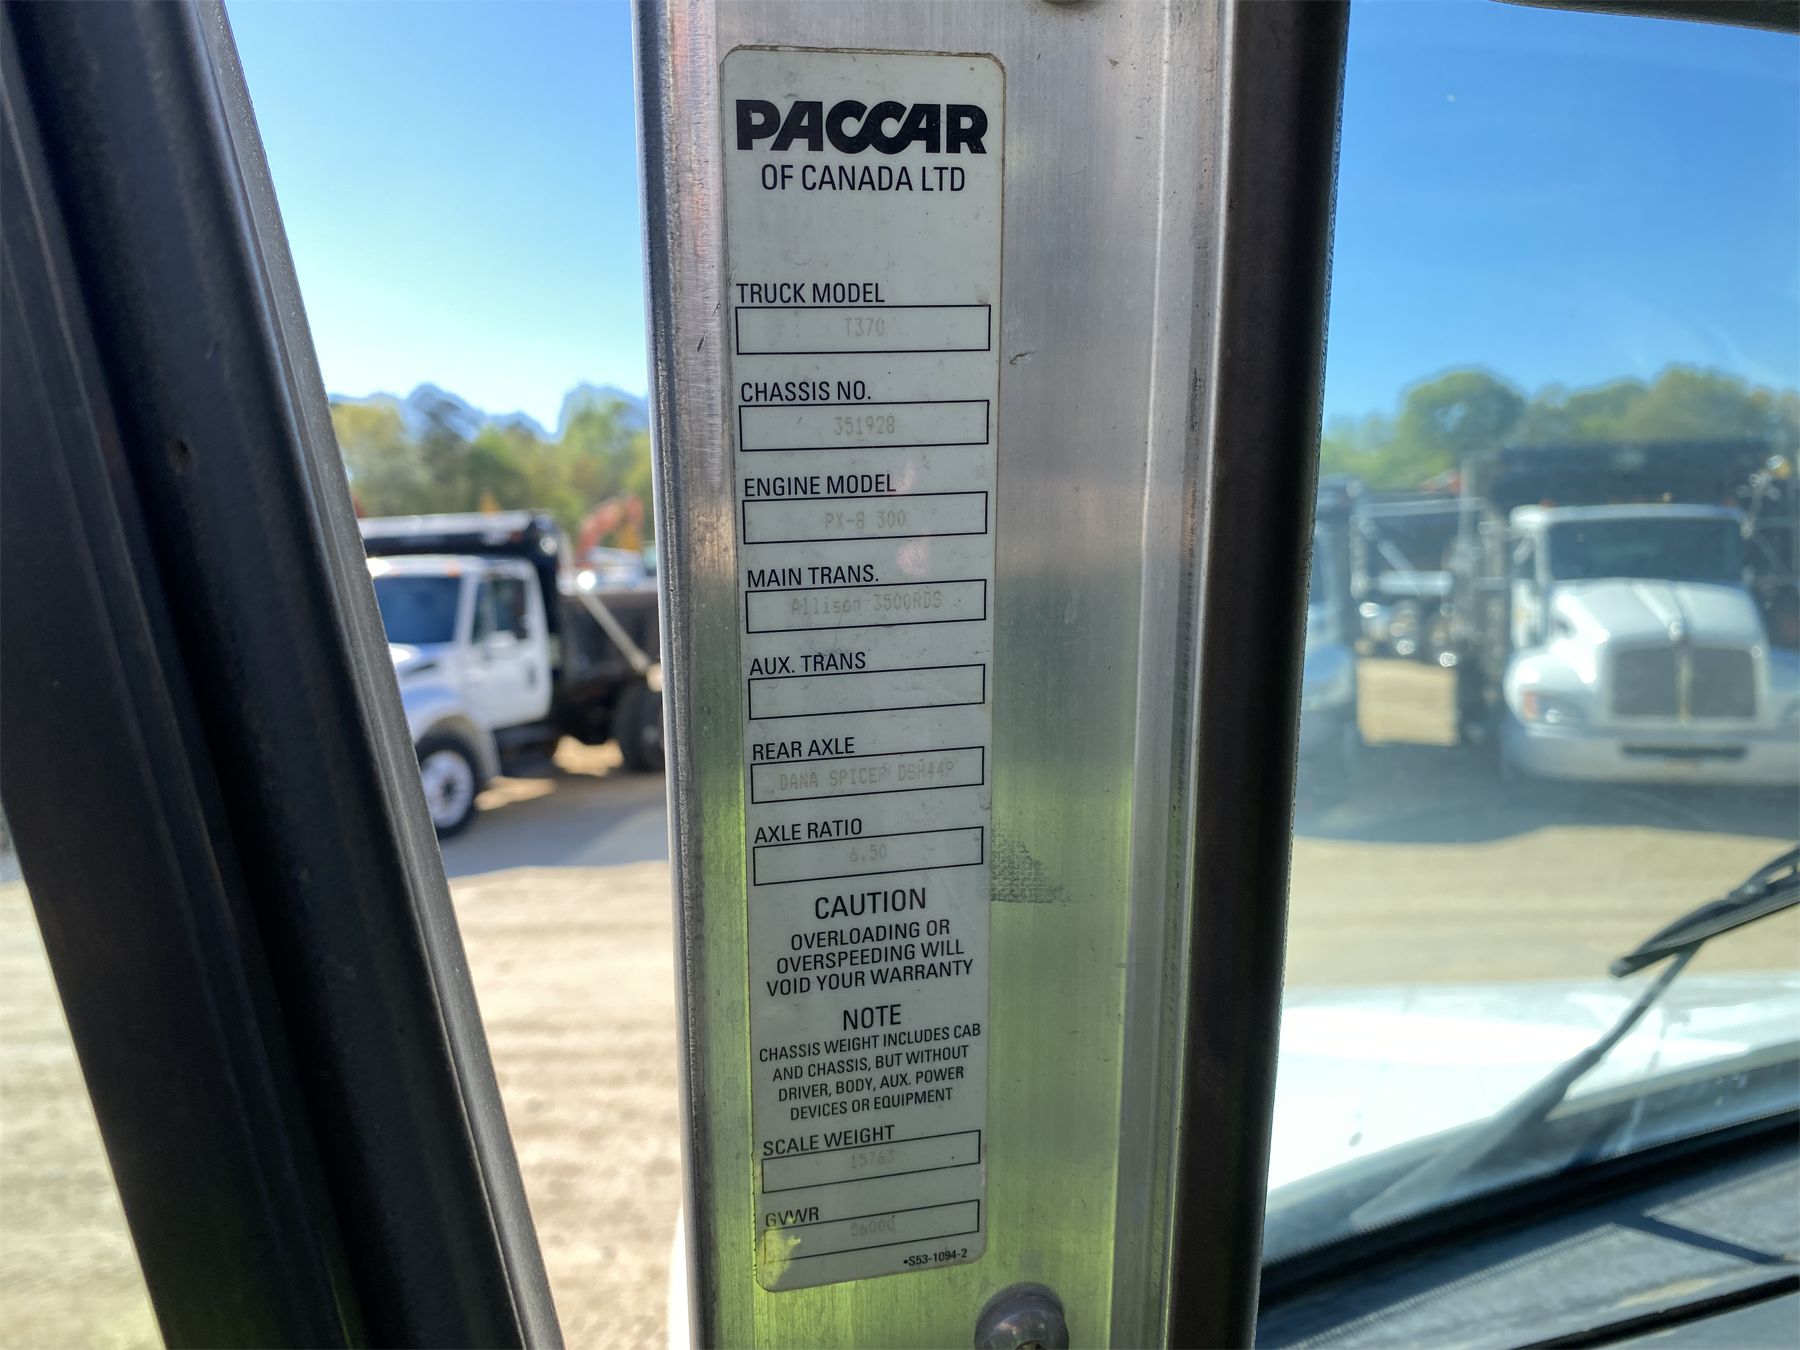 PACCAR
OF CANADA LTD
TRUCK MODEL
T370
CHASSIS NO.
351928
ENGINE MODEL
PX-8 300
MAIN TRANS.
Allison 3500RDS
AUX. TRANS
REAR AXLE
DANA SPICER DSH44P
AXLE RATIO
6.50
CAUTION
OVERLOADING OR
OVERSPEEDING WILL
VOID YOUR WARRANTY
NOTE
CHASSIS WEIGHT INCLUDES CAB
AND CHASSIS, BUT WITHOUT
DRIVER, BODY, AUX. POWER
DEVICES OR EQUIPMENT
SCALE WEIGHT
15763
GVWR
56000
•S53-1094-2